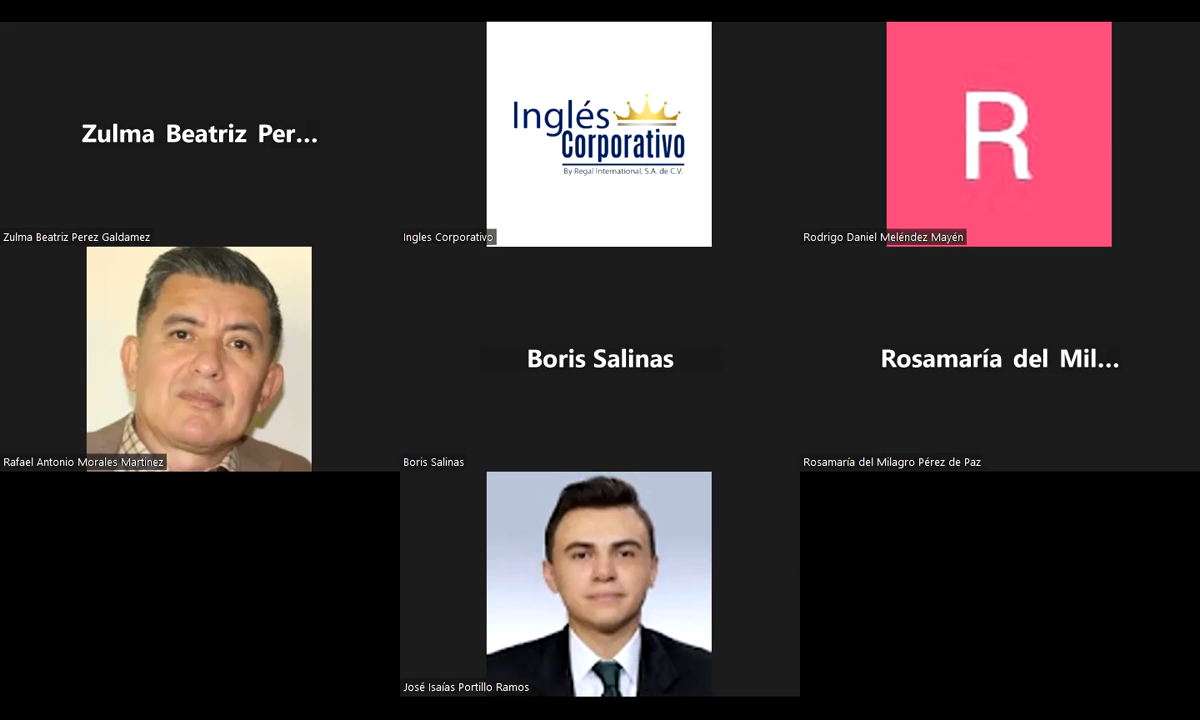 Zulma Beatriz Per...
Zulma Beatriz Perez Galdamez
Inglés
Corporativo
By Regal International, S.A. de C.V.
Ingles Corporativo
R
Rodrigo Daniel Meléndez Mayén
Rafael Antonio Morales Martinez
Boris Salinas
Boris Salinas
Rosamaría del Mil...
Rosamaría del Milagro Pérez de Paz
José Isaías Portillo Ramos